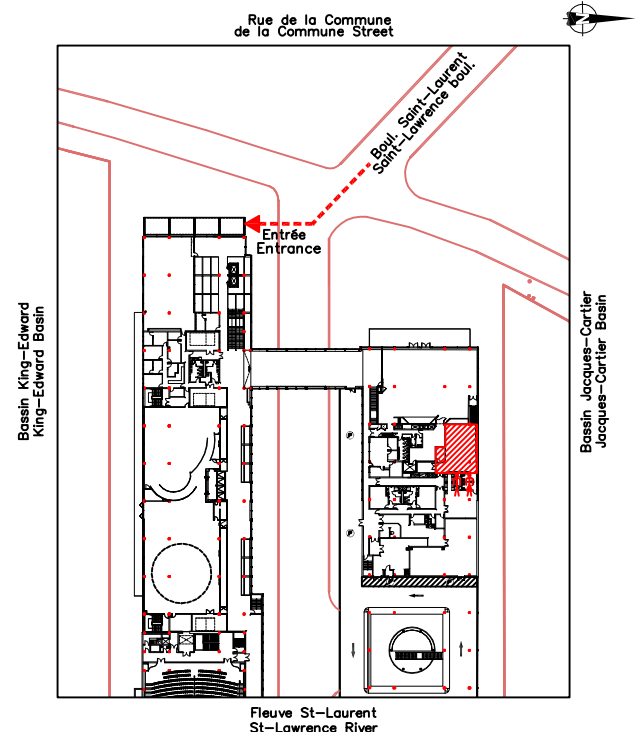 Rue de la Commune
de la Commune Street
N
Boul. Saint-Laurent
Saint-Lawrence boul.
Entrée
Entrance
Bassin King-Edward
King-Edward Basin
Bassin Jacques-Cartier
Jacques-Cartier Basin
P
P
Fleuve St-Laurent
St-Lawrence River